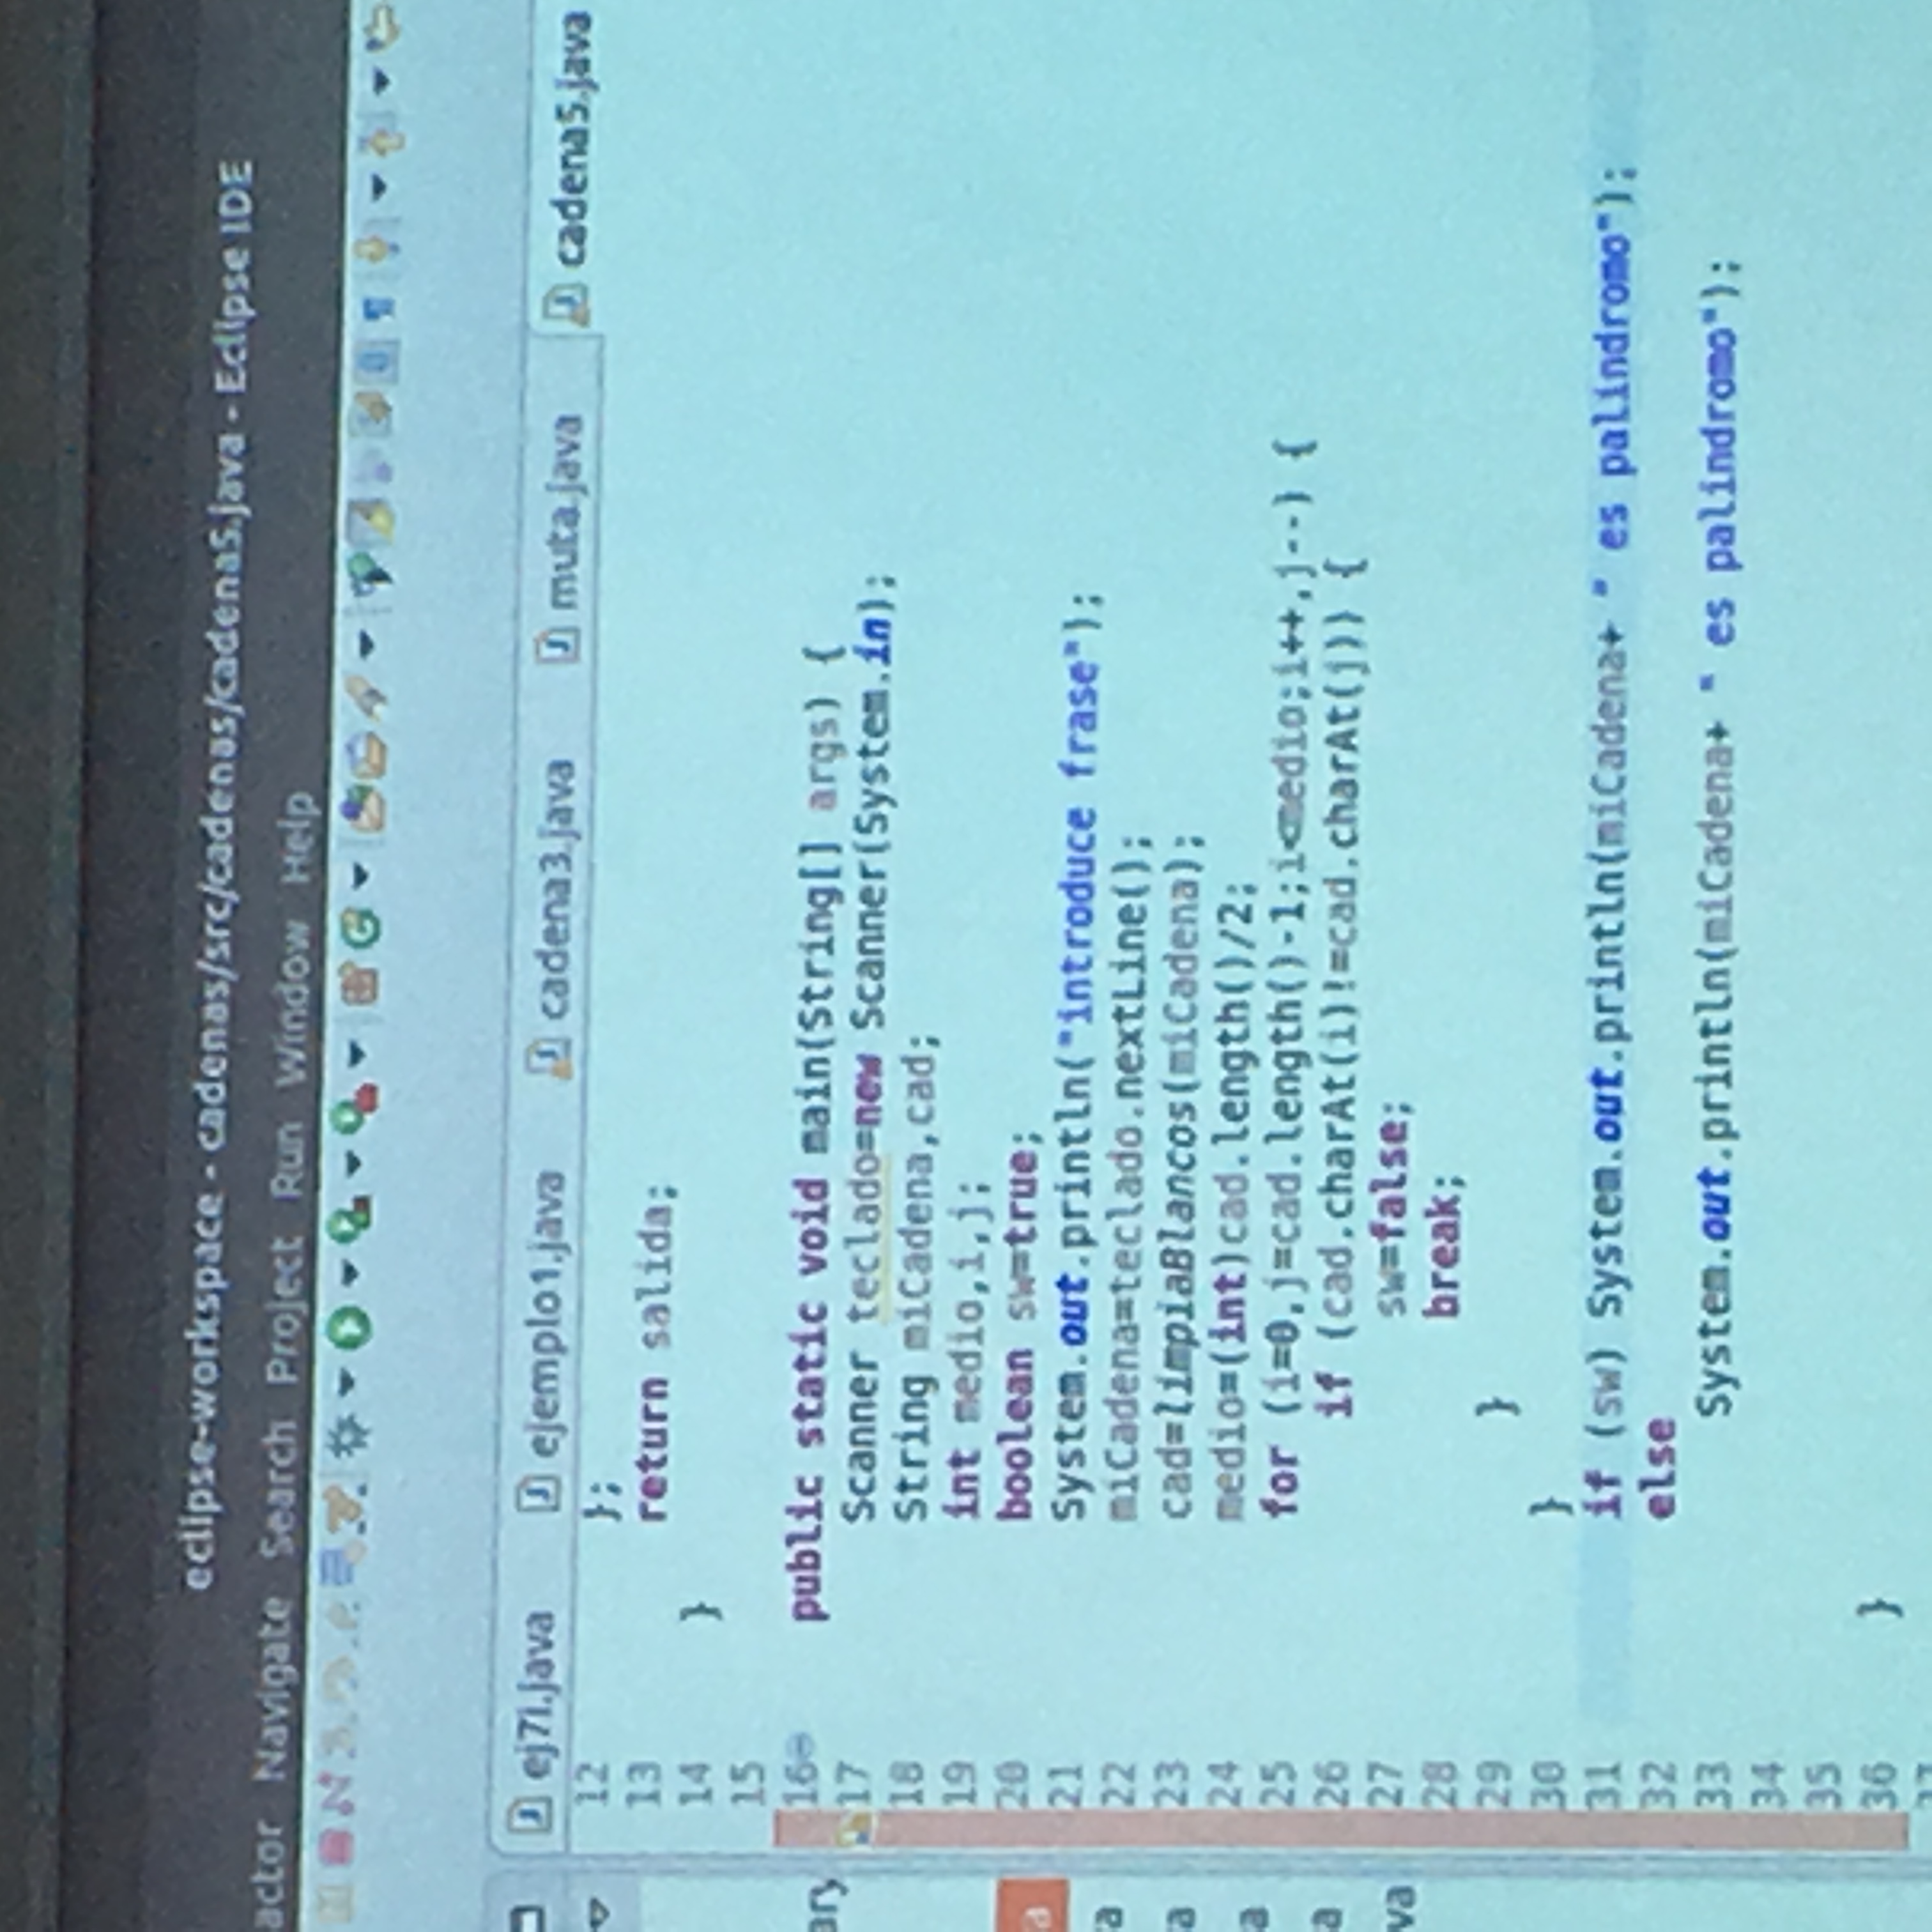 eclipse-workspace - cadenas/src/cadenas/cadena5.java - Eclipse IDE
actor Navigate Search Project Run Window Help
ej7i.java ejemplo1.java cadena3.java muta.java cadena5.java
12 };
13 return salida;
14 }
15
16 public static void main(String[] args) {
17 Scanner teclado=new Scanner(System.in);
18 String miCadena,cad;
19 int medio,i,j;
20 boolean sw=true;
21 System.out.println("introduce frase");
22 miCadena=teclado.nextLine();
23 cad=limpiaBlancos(miCadena);
24 medio=(int)cad.length()/2;
25 for (i=0,j=cad.length()-1;i<medio;i++,j--) {
26 if (cad.charAt(i)!=cad.charAt(j)) {
27 sw=false;
28 break;
29 }
30 }
31 if (sw) System.out.println(miCadena+ " es palindromo");
32 else
33 System.out.println(miCadena+ " es palindromo");
34
35
36 }
37
ary
a
a
a
a
a
va